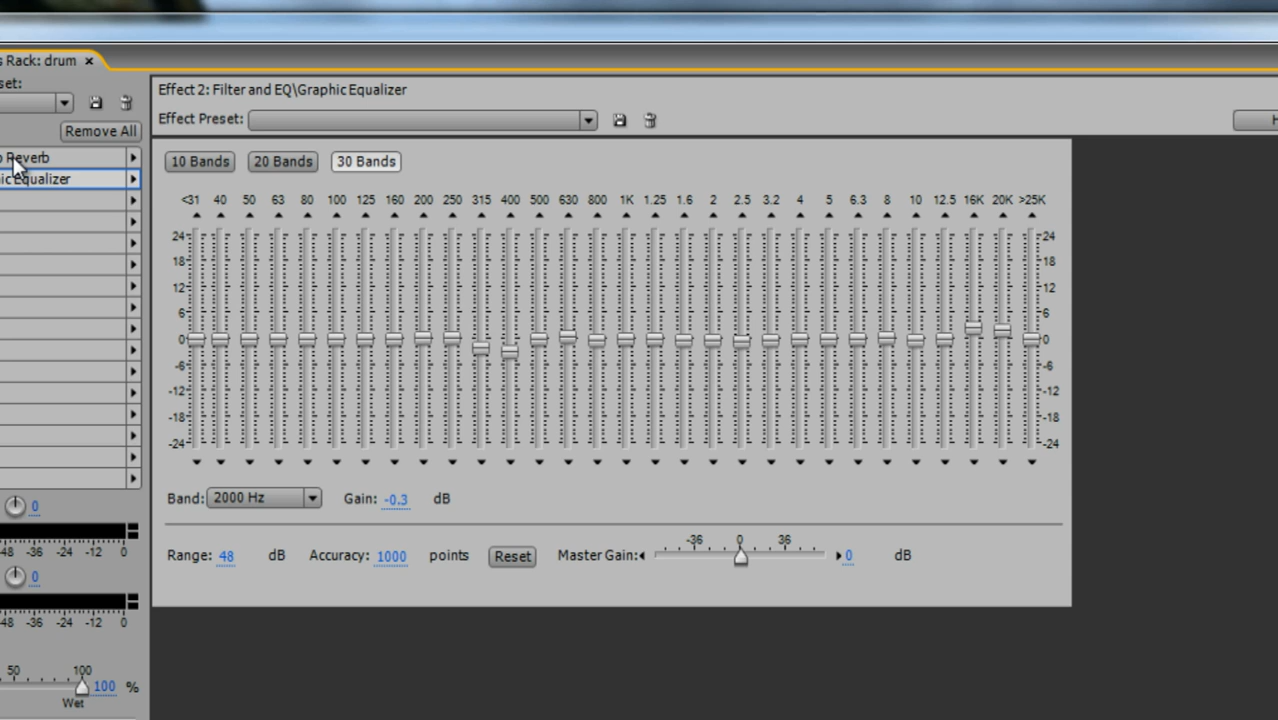 s Rack: drum ×
set:
Remove All
o Reverb
ic Equalizer
0
-48 -36 -24 -12 0
0
-48 -36 -24 -12 0
50 100
100 %
Wet
Effect 2: Filter and EQ\Graphic Equalizer
Effect Preset:
H
10 Bands 20 Bands 30 Bands
<31 40 50 63 80 100 125 160 200 250 315 400 500 630 800 1K 1.25 1.6 2 2.5 3.2 4 5 6.3 8 10 12.5 16K 20K >25K
24 24
18 18
12 12
6 6
0 0
-6 -6
-12 -12
-18 -18
-24 -24
Band: 2000 Hz Gain: -0.3 dB
-36 0 36
Range: 48 dB Accuracy: 1000 points Reset Master Gain: 0 dB